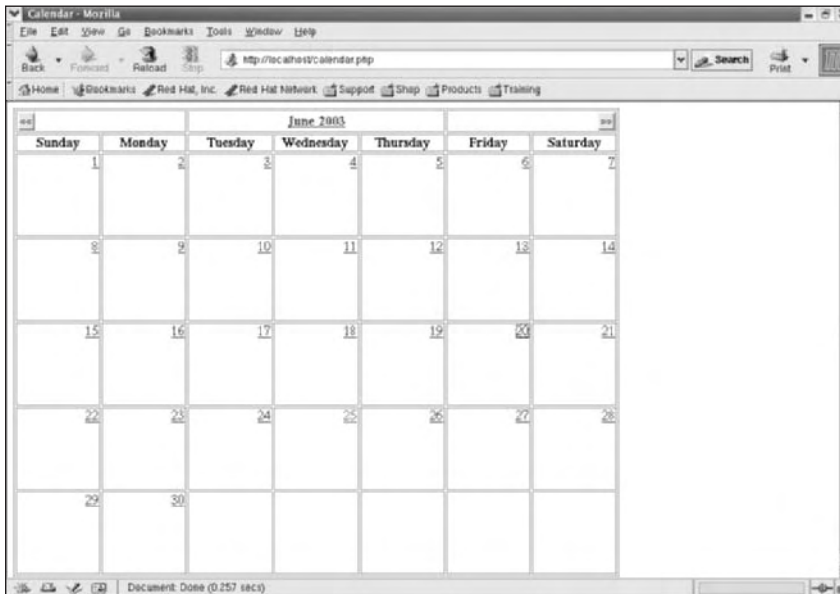 Calendar - Mozilla
File Edit View Go Bookmarks Tools Window Help
Back Forward Reload Stop http://localhost/calendar.php Search Print
Home Bookmarks Red Hat, Inc. Red Hat Network Support Shop Products Training
<< June 2003 >>
Sunday Monday Tuesday Wednesday Thursday Friday Saturday
1 2 3 4 5 6 7
8 9 10 11 12 13 14
15 16 17 18 19 20 21
22 23 24 25 26 27 28
29 30
Document: Done (0.257 secs)